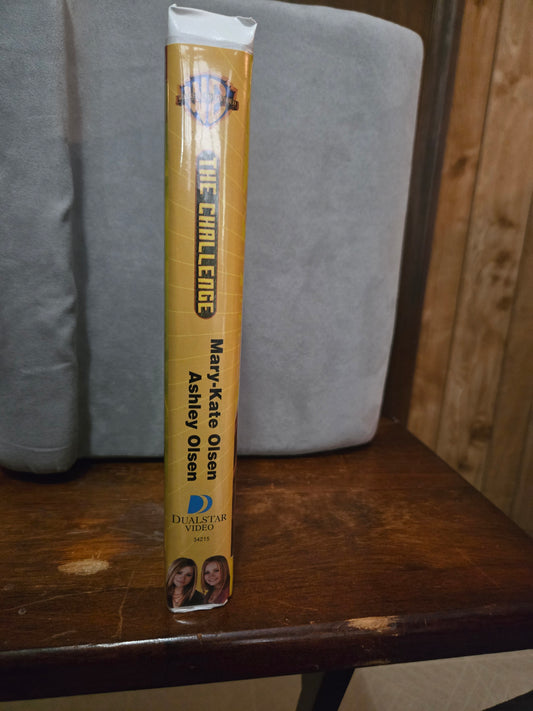 THE CHALLENGE
Mary-Kate Olsen
Ashley Olsen
DUALSTAR
VIDEO
34215